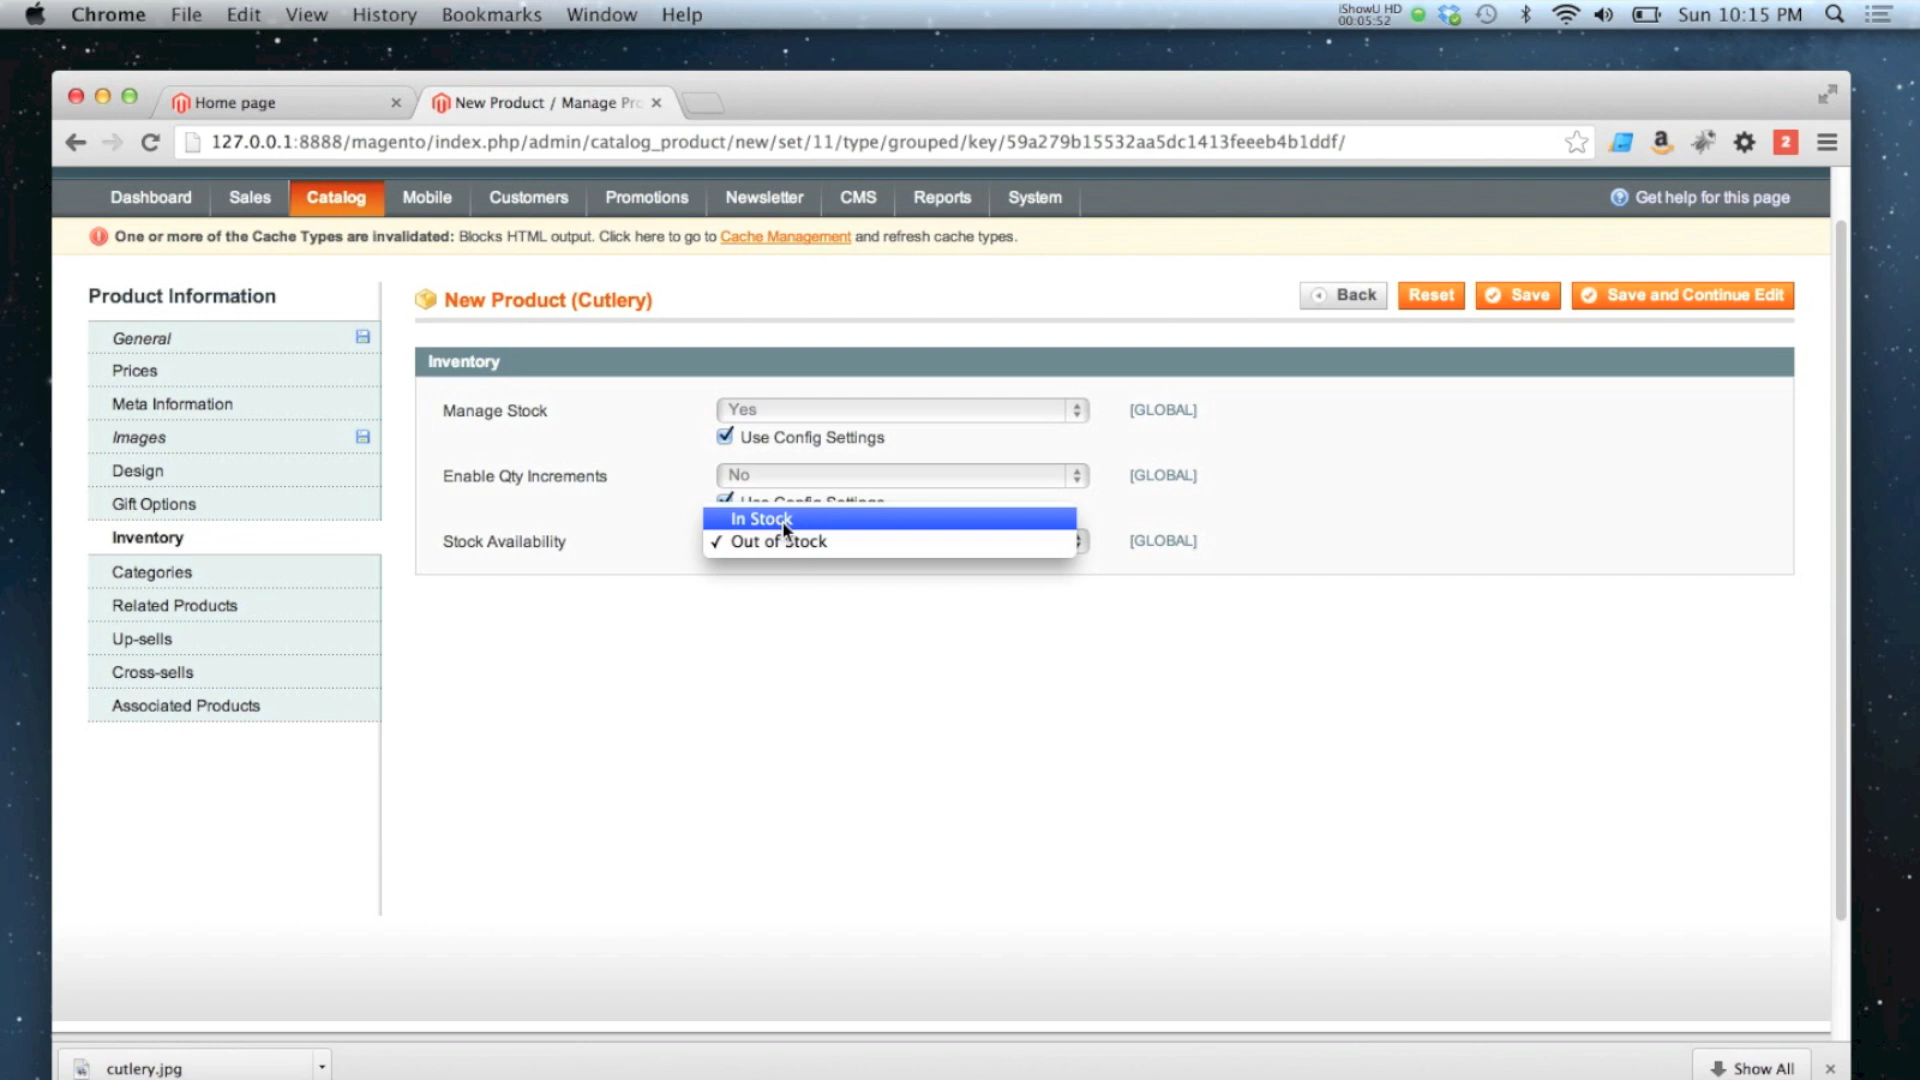 Chrome File Edit View History Bookmarks Window Help iShowU HD 00:05:52 Sun 10:15 PM
Home page New Product / Manage Pro
127.0.0.1:8888/magento/index.php/admin/catalog_product/new/set/11/type/grouped/key/59a279b15532aa5dc1413feeeb4b1ddf/ 2
Dashboard Sales Catalog Mobile Customers Promotions Newsletter CMS Reports System Get help for this page
One or more of the Cache Types are invalidated: Blocks HTML output. Click here to go to Cache Management and refresh cache types.
Product Information
General
Prices
Meta Information
Images
Design
Gift Options
Inventory
Categories
Related Products
Up-sells
Cross-sells
Associated Products
New Product (Cutlery) Back Reset Save Save and Continue Edit
Inventory
Manage Stock Yes [GLOBAL]
Use Config Settings
Enable Qty Increments No [GLOBAL]
Use Config Settings
In Stock
Stock Availability Out of Stock [GLOBAL]
cutlery.jpg Show All